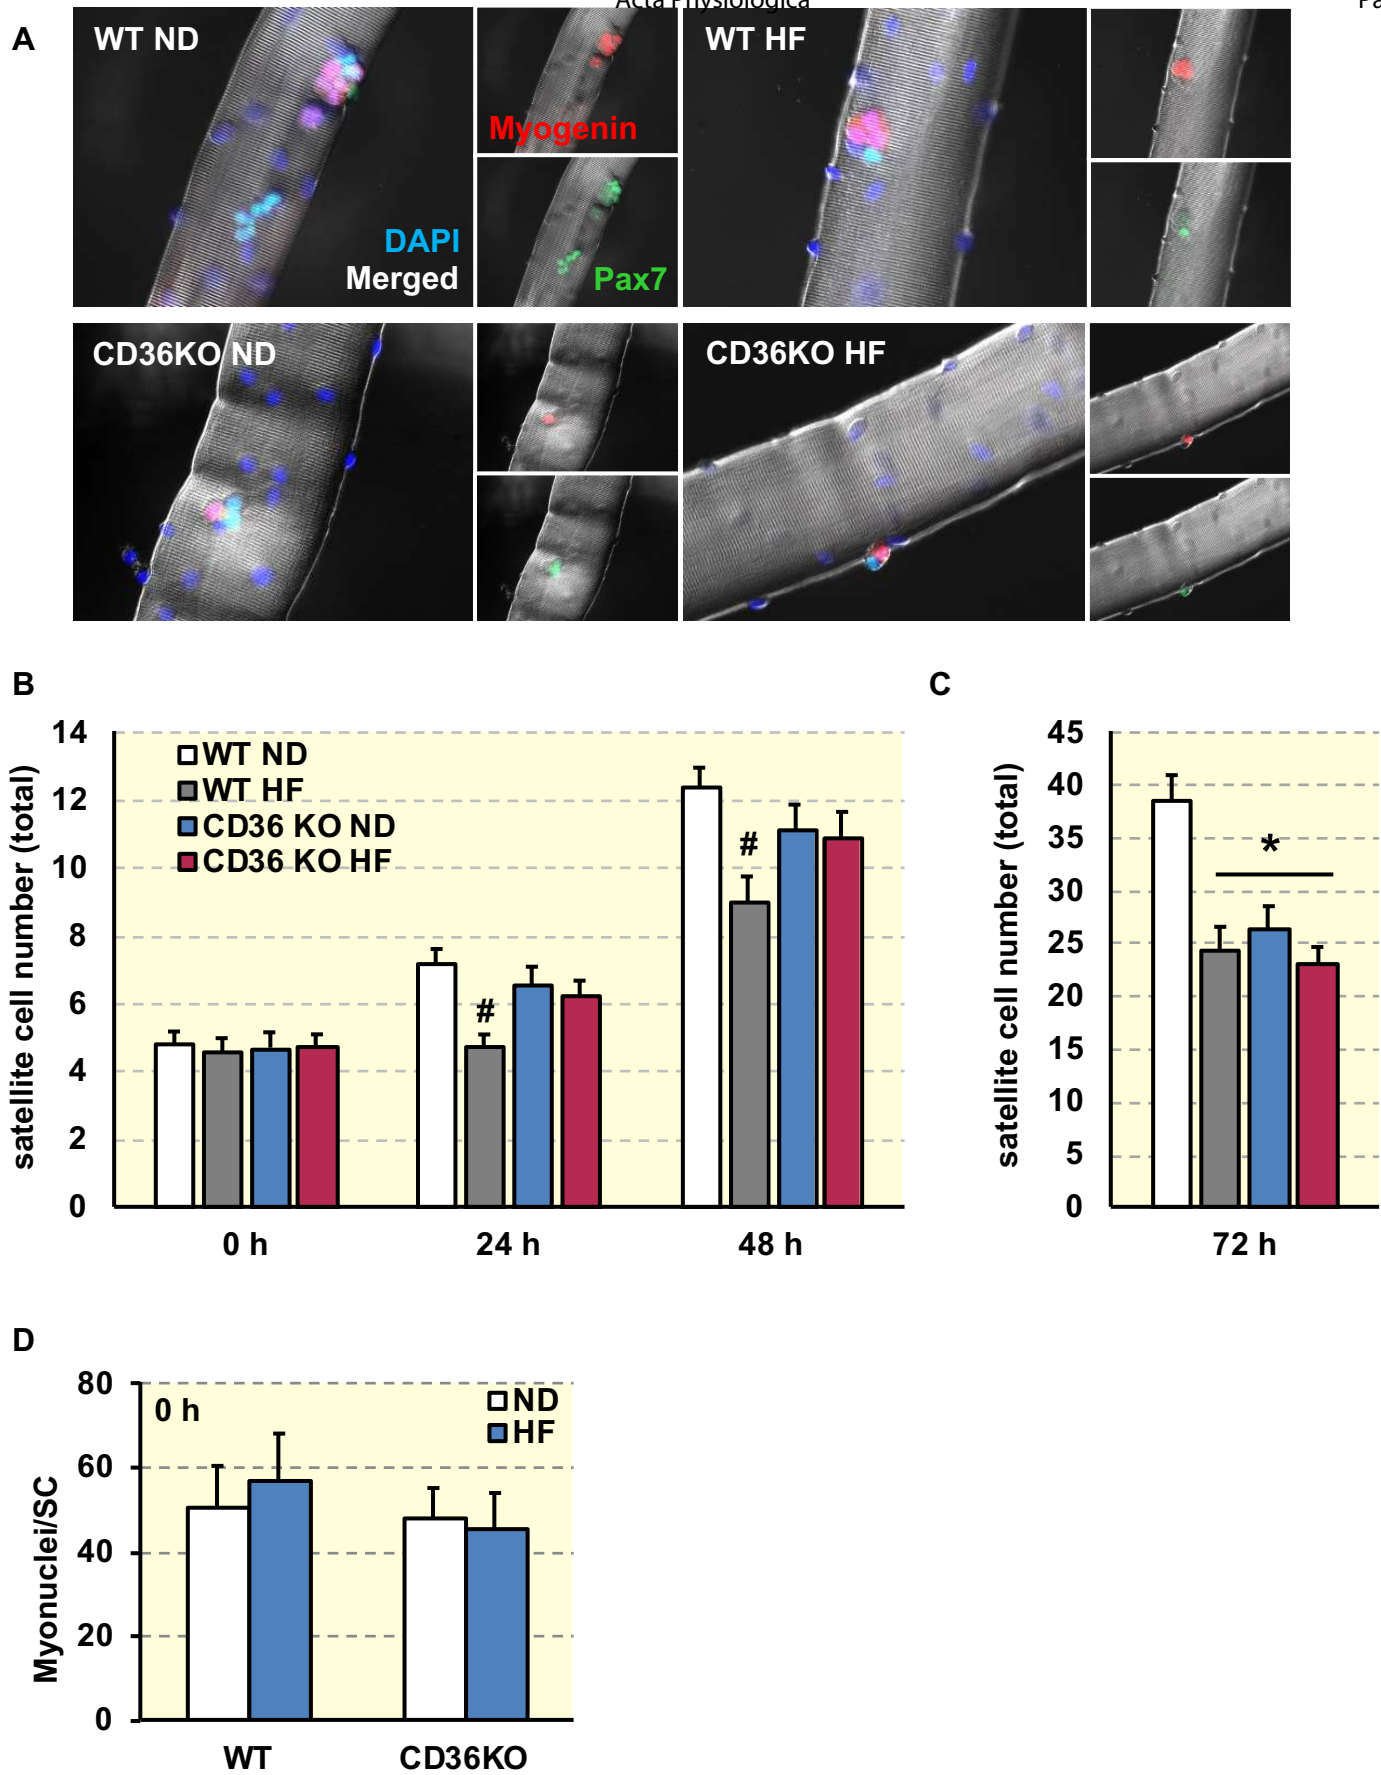 Acta Physiologica
Pa
A
WT ND
Myogenin
DAPI
Merged
Pax7
WT HF
CD36KO ND
CD36KO HF
B
satellite cell number (total)
14
12
10
8
6
4
2
0
WT ND
WT HF
CD36 KO ND
CD36 KO HF
#
#
0 h
24 h
48 h
C
satellite cell number (total)
45
40
35
30
25
20
15
10
5
0
*
72 h
D
Myonuclei/SC
80
60
40
20
0
0 h
ND
HF
WT
CD36KO